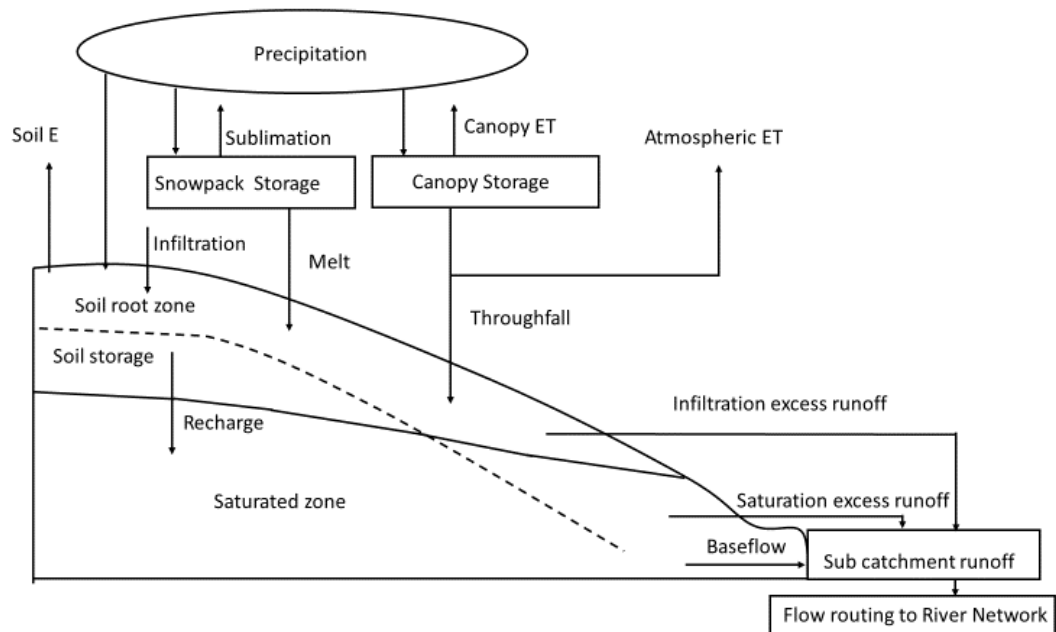 Precipitation
Soil E
Sublimation
Canopy ET
Atmospheric ET
Snowpack Storage
Canopy Storage
Infiltration
Melt
Soil root zone
Throughfall
Soil storage
Infiltration excess runoff
Recharge
Saturated zone
Saturation excess runoff
Baseflow
Sub catchment runoff
Flow routing to River Network